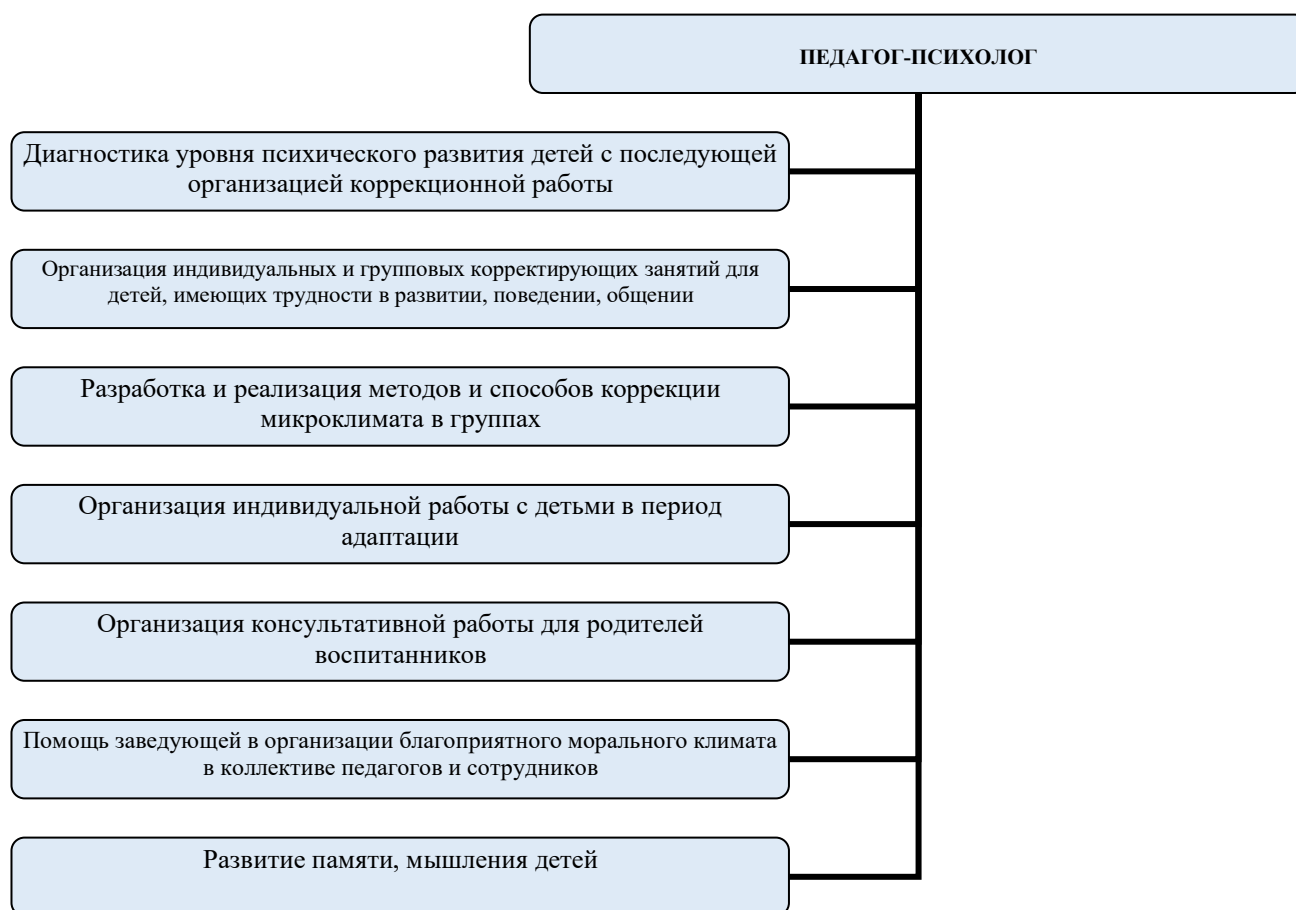 ПЕДАГОГ-ПСИХОЛОГ
Диагностика уровня психического развития детей с последующей
организацией коррекционной работы
Организация индивидуальных и групповых корректирующих занятий для
детей, имеющих трудности в развитии, поведении, общении
Разработка и реализация методов и способов коррекции
микроклимата в группах
Организация индивидуальной работы с детьми в период
адаптации
Организация консультативной работы для родителей
воспитанников
Помощь заведующей в организации благоприятного морального климата
в коллективе педагогов и сотрудников
Развитие памяти, мышления детей